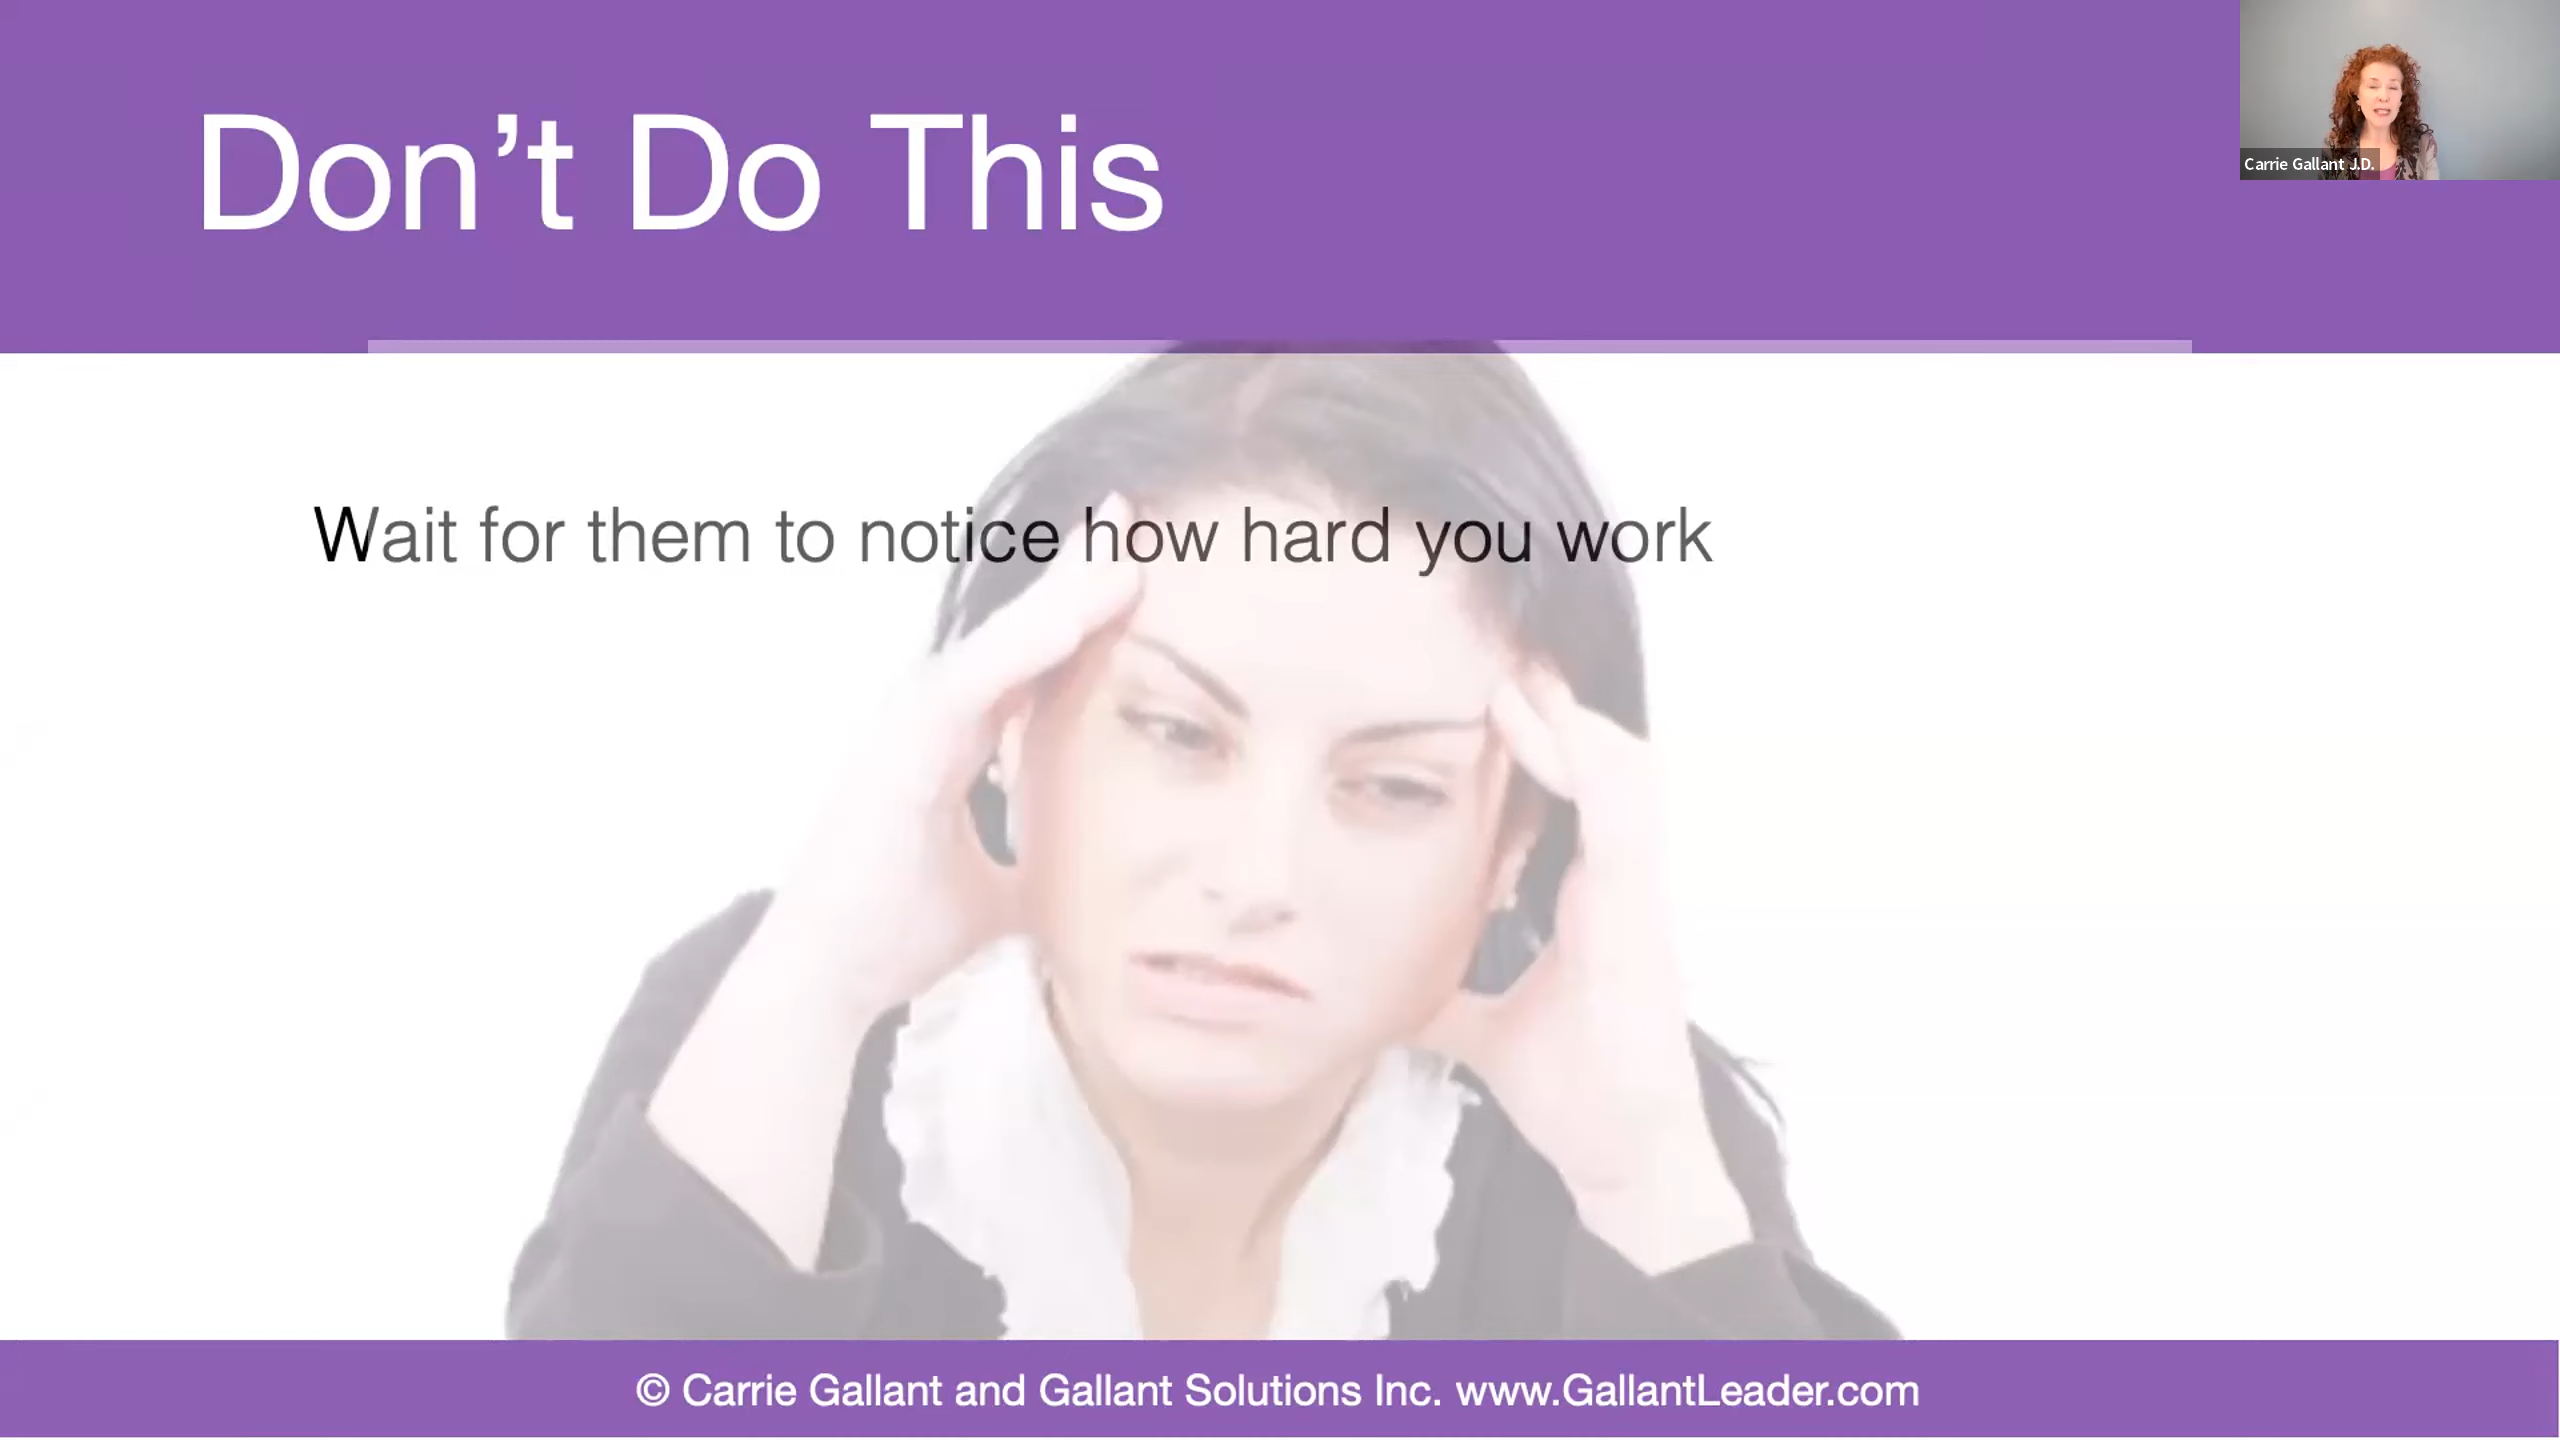 Don’t Do This
Carrie Gallant J.D.
Wait for them to notice how hard you work
© Carrie Gallant and Gallant Solutions Inc. www.GallantLeader.com